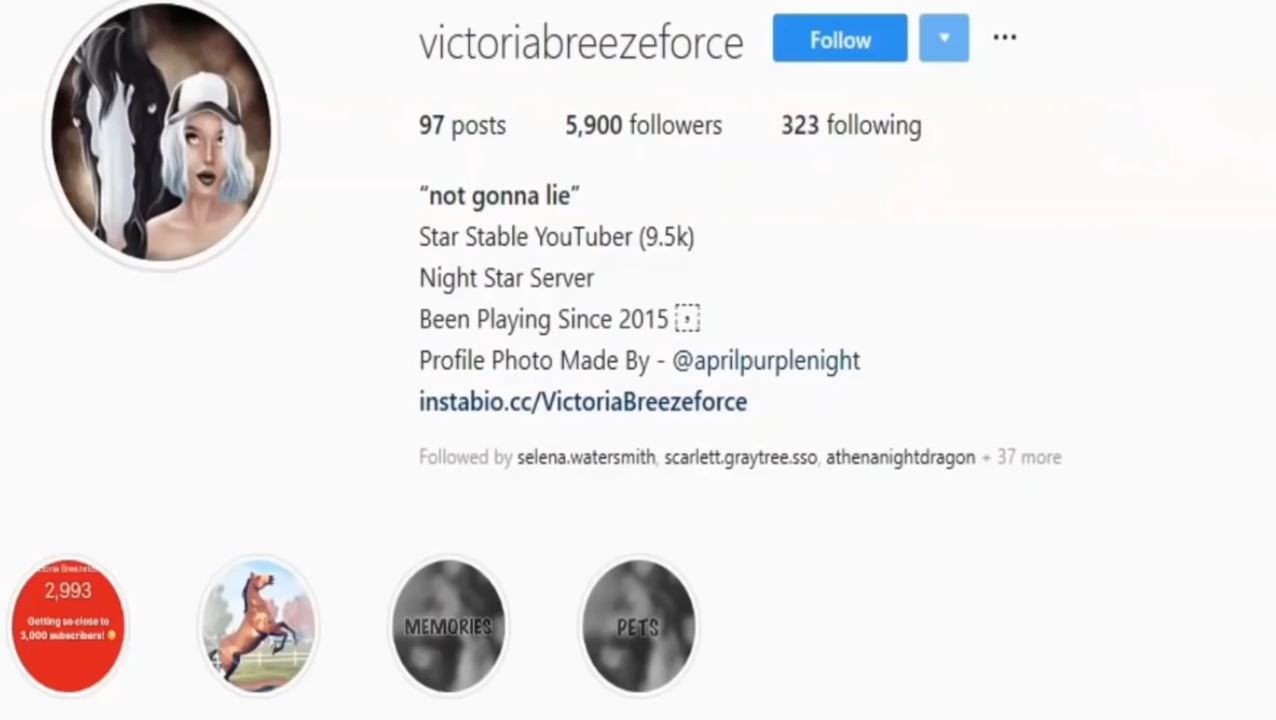 victoriabreezeforce Follow ...
97 posts 5,900 followers 323 following
“not gonna lie”
Star Stable YouTuber (9.5k)
Night Star Server
Been Playing Since 2015
Profile Photo Made By - @aprilpurplenight
instabio.cc/VictoriaBreezeforce
Followed by selena.watersmith, scarlett.graytree.sso, athenanightdragon + 37 more
2,993
Getting so close to
3,000 subscribers!
MEMORIES
PETS